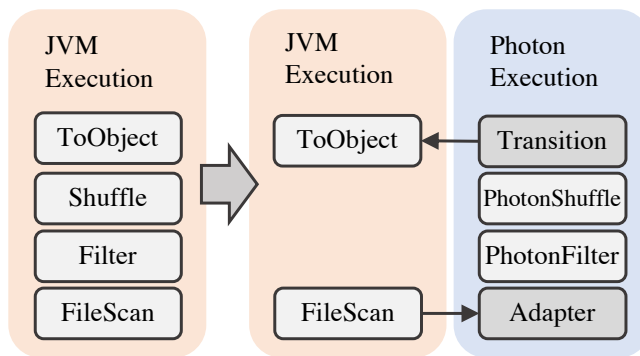 JVM
Execution
ToObject
Shuffle
Filter
FileScan
JVM
Execution
ToObject
FileScan
Photon
Execution
Transition
PhotonShuffle
PhotonFilter
Adapter